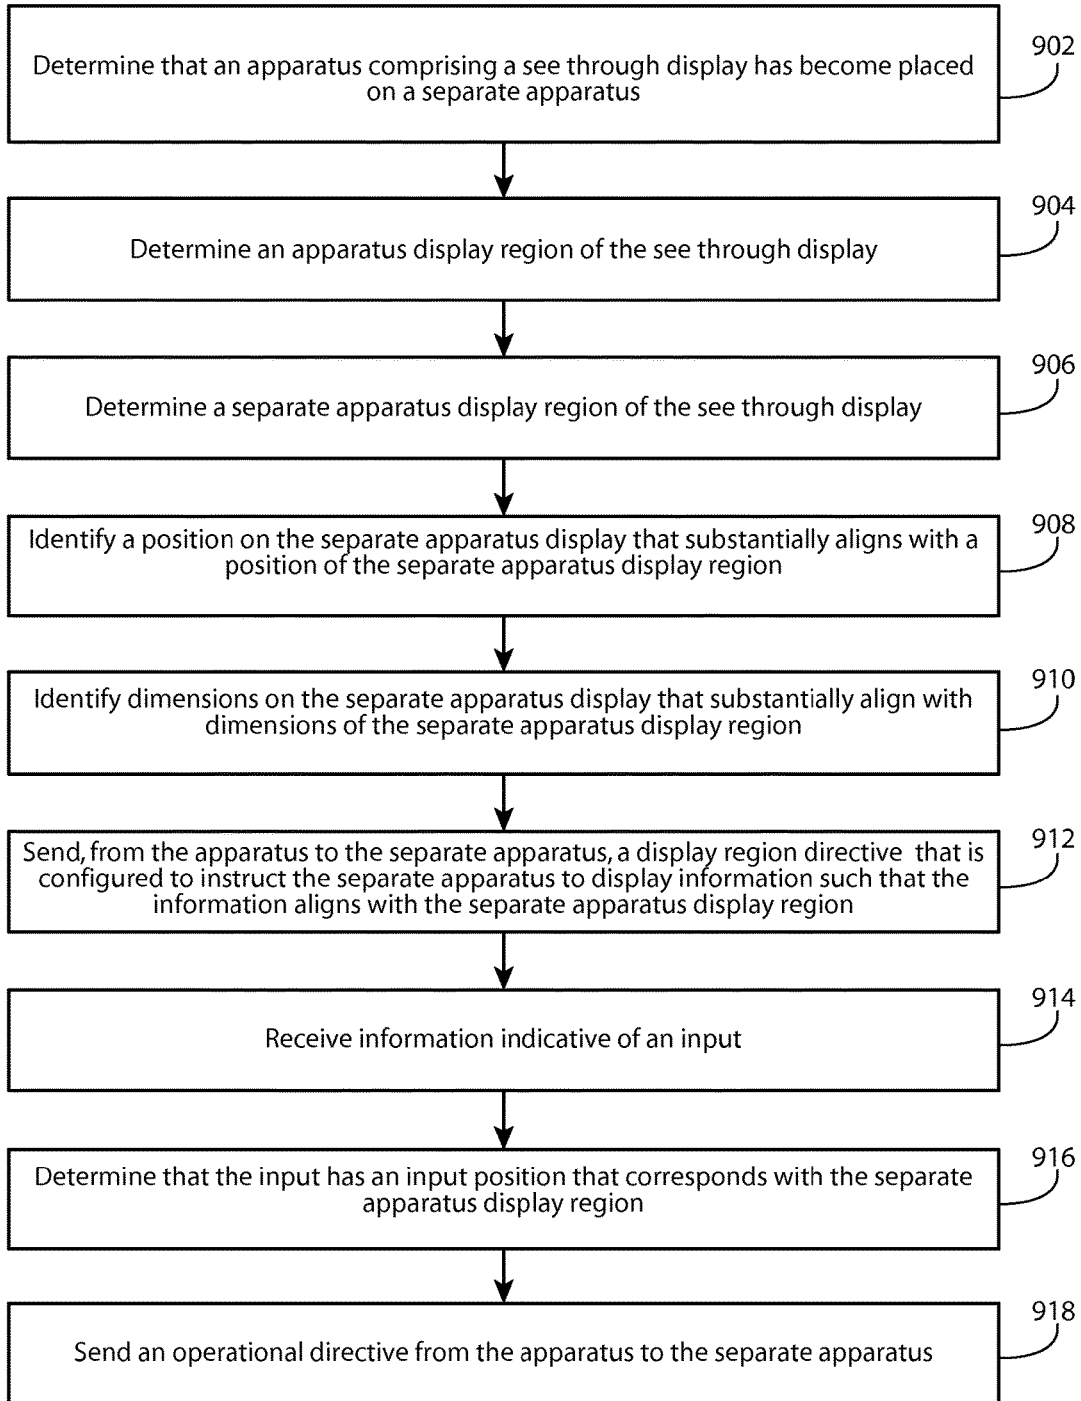 902
Determine that an apparatus comprising a see through display has become placed
on a separate apparatus
904
Determine an apparatus display region of the see through display
906
Determine a separate apparatus display region of the see through display
908
Identify a position on the separate apparatus display that substantially aligns with a
position of the separate apparatus display region
910
Identify dimensions on the separate apparatus display that substantially align with
dimensions of the separate apparatus display region
912
Send, from the apparatus to the separate apparatus, a display region directive that is
configured to instruct the separate apparatus to display information such that the
information aligns with the separate apparatus display region
914
Receive information indicative of an input
916
Determine that the input has an input position that corresponds with the separate
apparatus display region
918
Send an operational directive from the apparatus to the separate apparatus